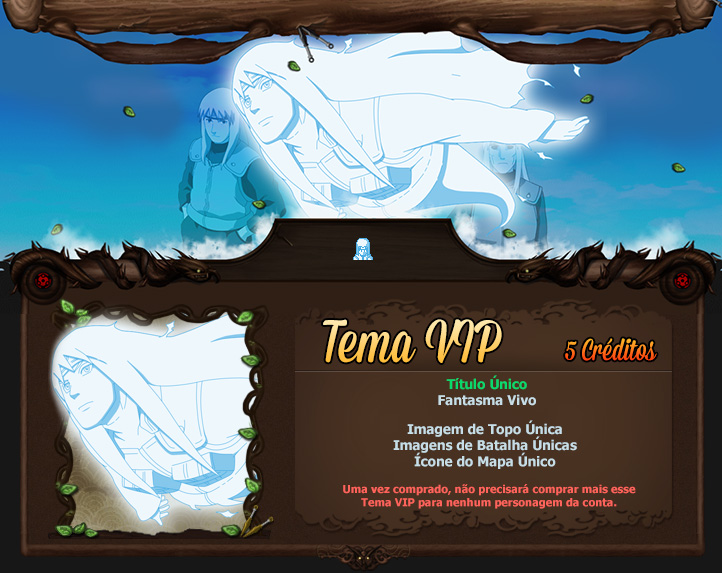 Tema VIP
5 Créditos
Título Único
Fantasma Vivo
Imagem de Topo Única
Imagens de Batalha Únicas
Ícone do Mapa Único
Uma vez comprado, não precisará comprar mais esse
Tema VIP para nenhum personagem da conta.